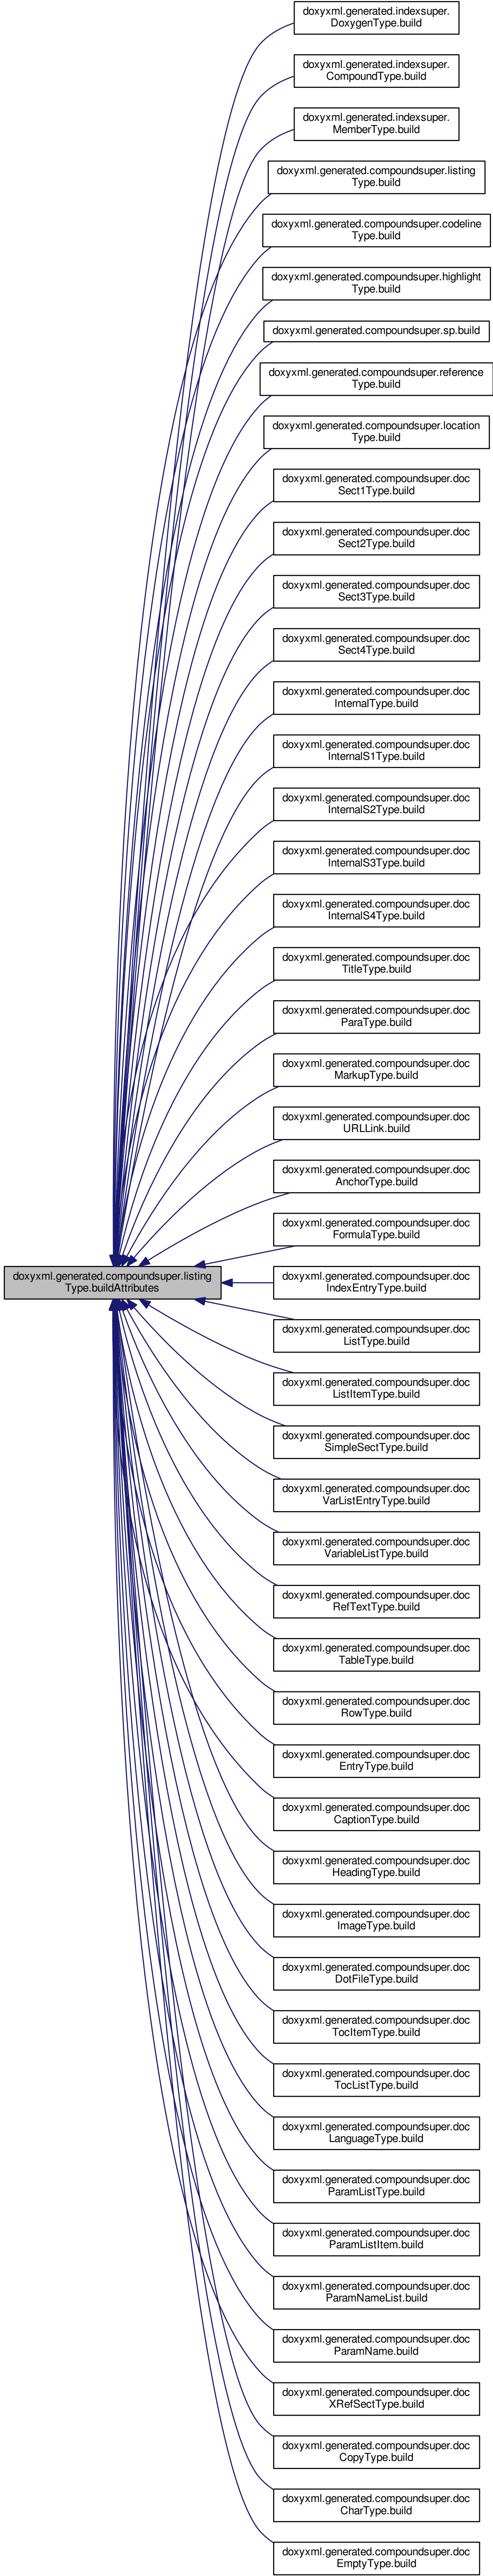 doxyxml.generated.indexsuper.
DoxygenType.build
doxyxml.generated.indexsuper.
CompoundType.build
doxyxml.generated.indexsuper.
MemberType.build
doxyxml.generated.compoundsuper.listing
Type.build
doxyxml.generated.compoundsuper.codeline
Type.build
doxyxml.generated.compoundsuper.highlight
Type.build
doxyxml.generated.compoundsuper.sp.build
doxyxml.generated.compoundsuper.reference
Type.build
doxyxml.generated.compoundsuper.location
Type.build
doxyxml.generated.compoundsuper.doc
Sect1Type.build
doxyxml.generated.compoundsuper.doc
Sect2Type.build
doxyxml.generated.compoundsuper.doc
Sect3Type.build
doxyxml.generated.compoundsuper.doc
Sect4Type.build
doxyxml.generated.compoundsuper.doc
InternalType.build
doxyxml.generated.compoundsuper.doc
InternalS1Type.build
doxyxml.generated.compoundsuper.doc
InternalS2Type.build
doxyxml.generated.compoundsuper.doc
InternalS3Type.build
doxyxml.generated.compoundsuper.doc
InternalS4Type.build
doxyxml.generated.compoundsuper.doc
TitleType.build
doxyxml.generated.compoundsuper.doc
ParaType.build
doxyxml.generated.compoundsuper.doc
MarkupType.build
doxyxml.generated.compoundsuper.doc
URLLink.build
doxyxml.generated.compoundsuper.doc
AnchorType.build
doxyxml.generated.compoundsuper.doc
FormulaType.build
doxyxml.generated.compoundsuper.listing
Type.buildAttributes
doxyxml.generated.compoundsuper.doc
IndexEntryType.build
doxyxml.generated.compoundsuper.doc
ListType.build
doxyxml.generated.compoundsuper.doc
ListItemType.build
doxyxml.generated.compoundsuper.doc
SimpleSectType.build
doxyxml.generated.compoundsuper.doc
VarListEntryType.build
doxyxml.generated.compoundsuper.doc
VariableListType.build
doxyxml.generated.compoundsuper.doc
RefTextType.build
doxyxml.generated.compoundsuper.doc
TableType.build
doxyxml.generated.compoundsuper.doc
RowType.build
doxyxml.generated.compoundsuper.doc
EntryType.build
doxyxml.generated.compoundsuper.doc
CaptionType.build
doxyxml.generated.compoundsuper.doc
HeadingType.build
doxyxml.generated.compoundsuper.doc
ImageType.build
doxyxml.generated.compoundsuper.doc
DotFileType.build
doxyxml.generated.compoundsuper.doc
TocItemType.build
doxyxml.generated.compoundsuper.doc
TocListType.build
doxyxml.generated.compoundsuper.doc
LanguageType.build
doxyxml.generated.compoundsuper.doc
ParamListType.build
doxyxml.generated.compoundsuper.doc
ParamListItem.build
doxyxml.generated.compoundsuper.doc
ParamNameList.build
doxyxml.generated.compoundsuper.doc
ParamName.build
doxyxml.generated.compoundsuper.doc
XRefSectType.build
doxyxml.generated.compoundsuper.doc
CopyType.build
doxyxml.generated.compoundsuper.doc
CharType.build
doxyxml.generated.compoundsuper.doc
EmptyType.build